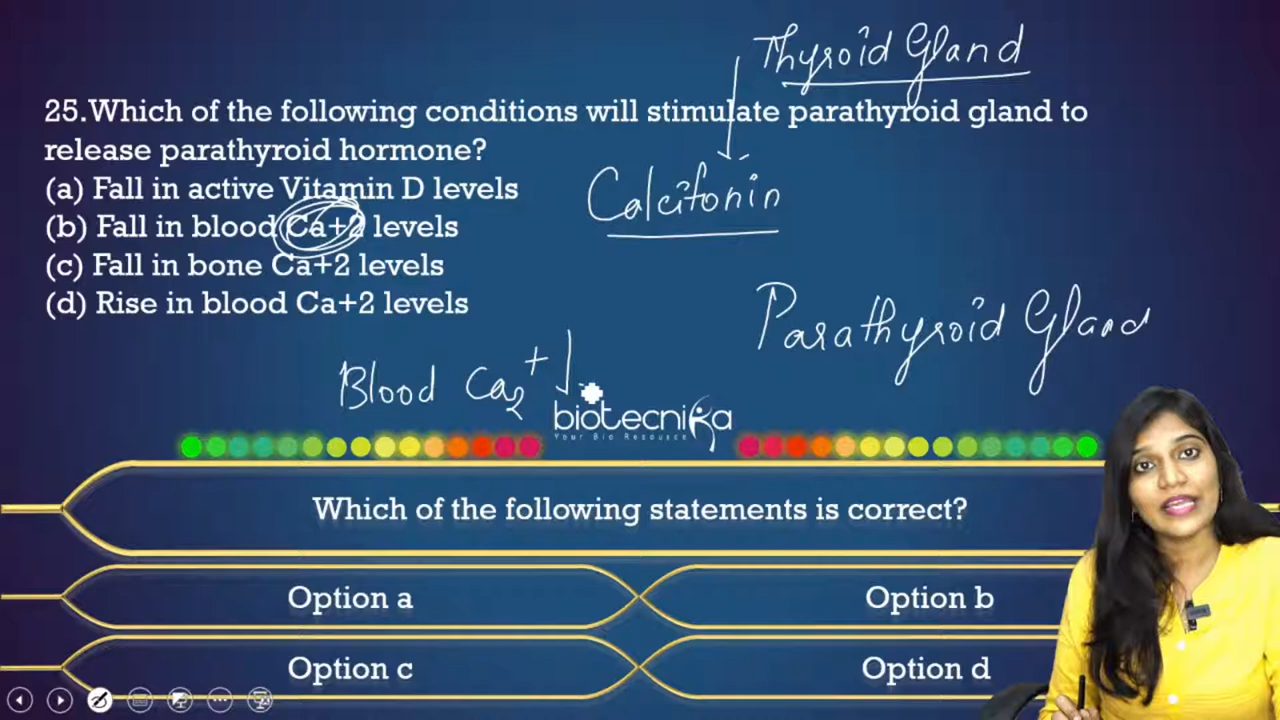 Thyroid Gland
25.Which of the following conditions will stimulate parathyroid gland to
release parathyroid hormone?
(a) Fall in active Vitamin D levels
Calcitonin
(b) Fall in blood Ca+2 levels
(c) Fall in bone Ca+2 levels
(d) Rise in blood Ca+2 levels
Parathyroid Gland
Blood Ca2+ ↓
biotecnika
Your Bio Resource
Which of the following statements is correct?
Option a
Option b
Option c
Option d